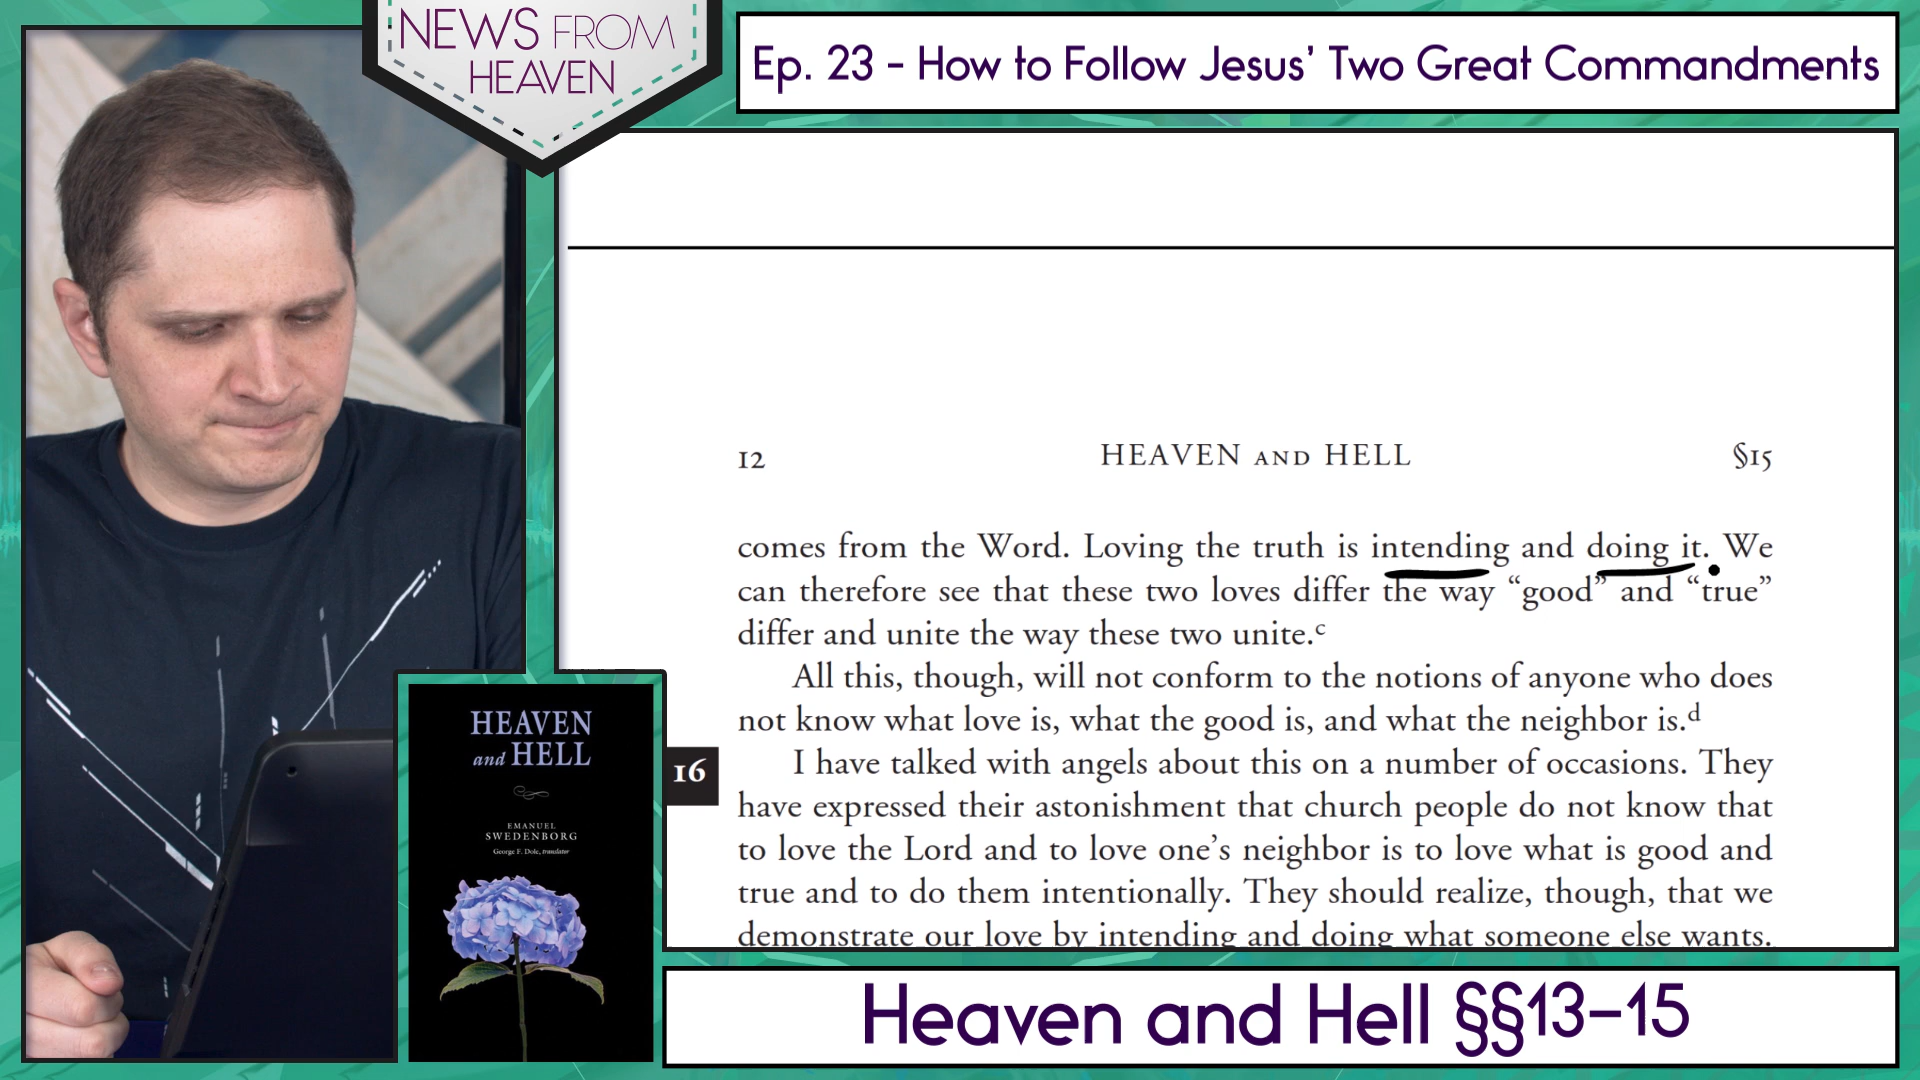 NEWS FROM
HEAVEN
Ep. 23 - How to Follow Jesus' Two Great Commandments
12 HEAVEN AND HELL §15
comes from the Word. Loving the truth is intending and doing it. We
can therefore see that these two loves differ the way “good” and “true”
differ and unite the way these two unite.c
All this, though, will not conform to the notions of anyone who does
not know what love is, what the good is, and what the neighbor is.d
16 I have talked with angels about this on a number of occasions. They
have expressed their astonishment that church people do not know that
to love the Lord and to love one’s neighbor is to love what is good and
true and to do them intentionally. They should realize, though, that we
demonstrate our love by intending and doing what someone else wants.
HEAVEN
and HELL
EMANUEL
SWEDENBORG
George F. Dole, translator
Heaven and Hell §§13–15